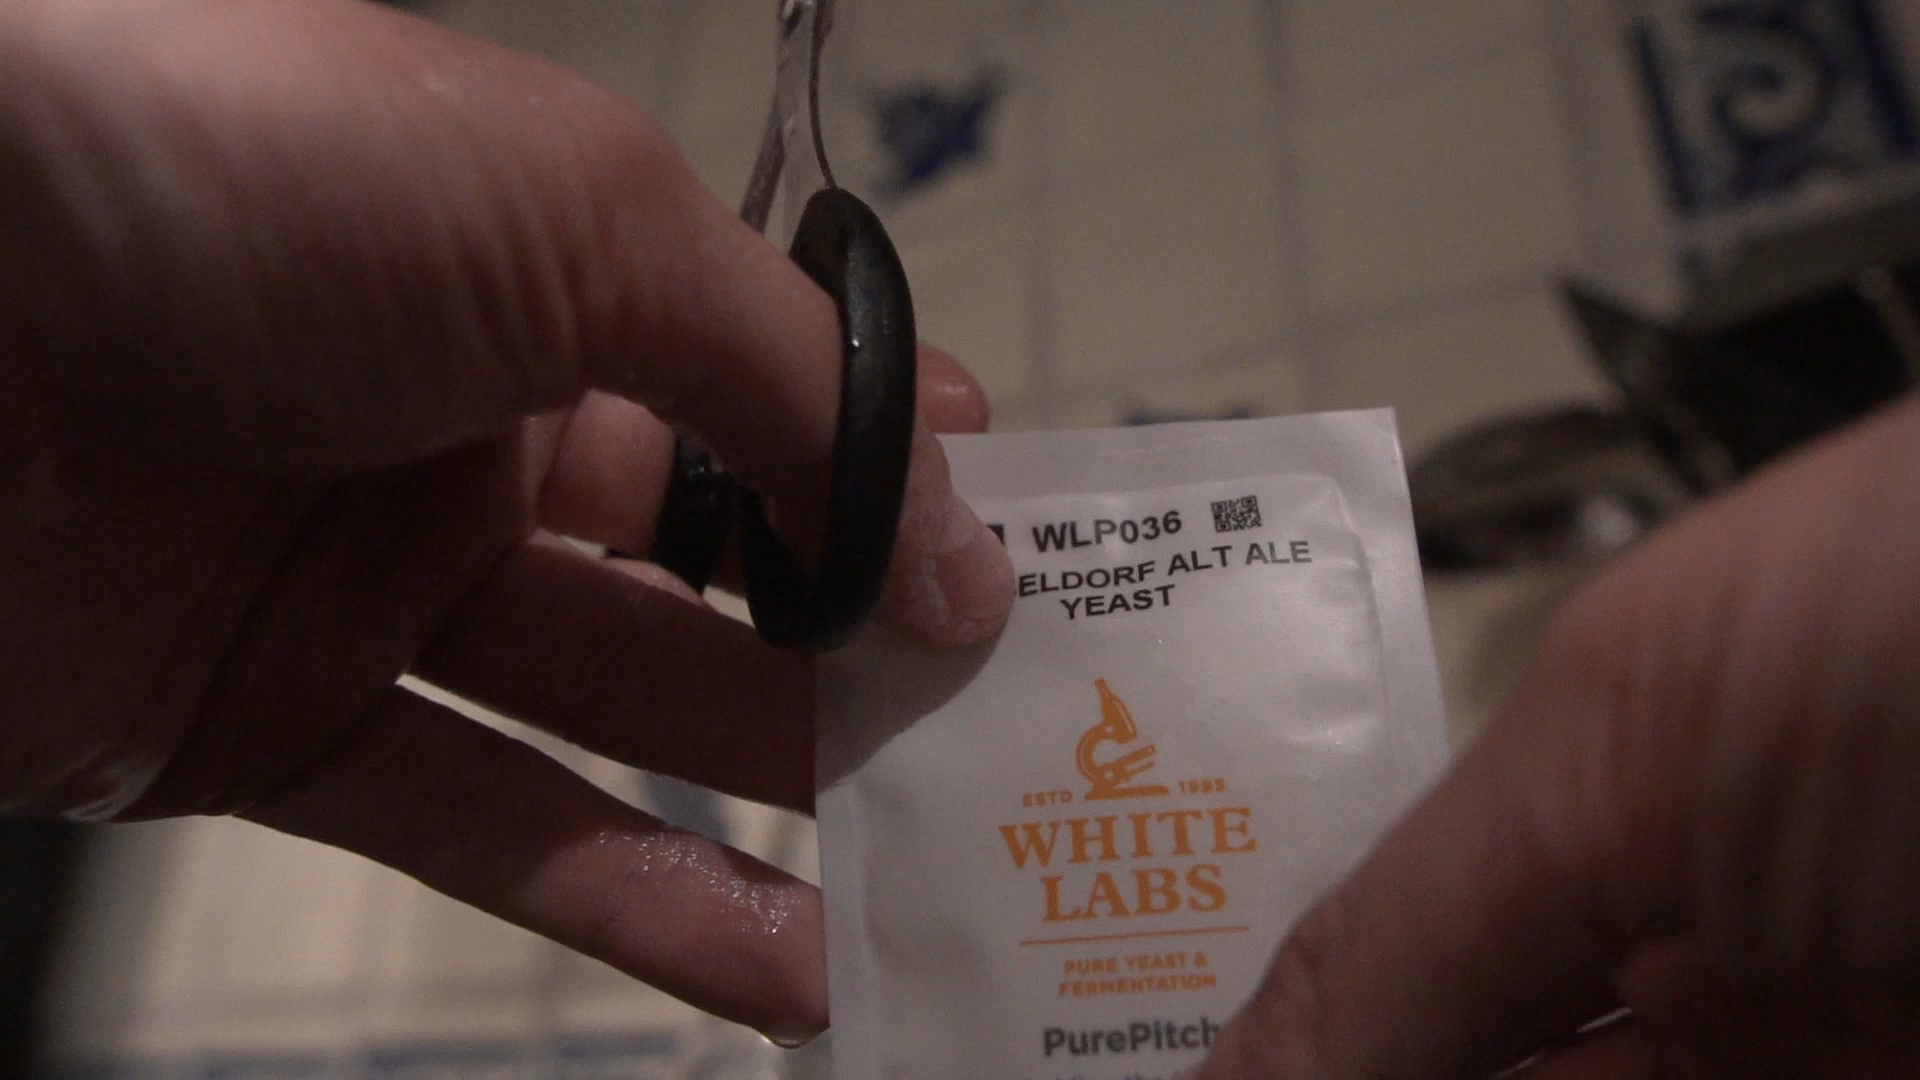 WLP036
ELDORF ALT ALE
YEAST
ESTD 1995
WHITE
LABS
PURE YEAST &
FERMENTATION
PurePitch